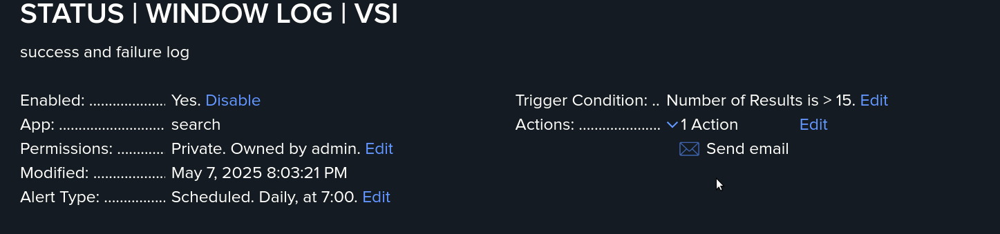 STATUS | WINDOW LOG | VSI
success and failure log
Enabled: .................... Yes. Disable
App: ........................... search
Permissions: ............ Private. Owned by admin. Edit
Modified: ................... May 7, 2025 8:03:21 PM
Alert Type: ................ Scheduled. Daily, at 7:00. Edit
Trigger Condition: .. Number of Results is > 15. Edit
Actions: ..................... 1 Action Edit
Send email